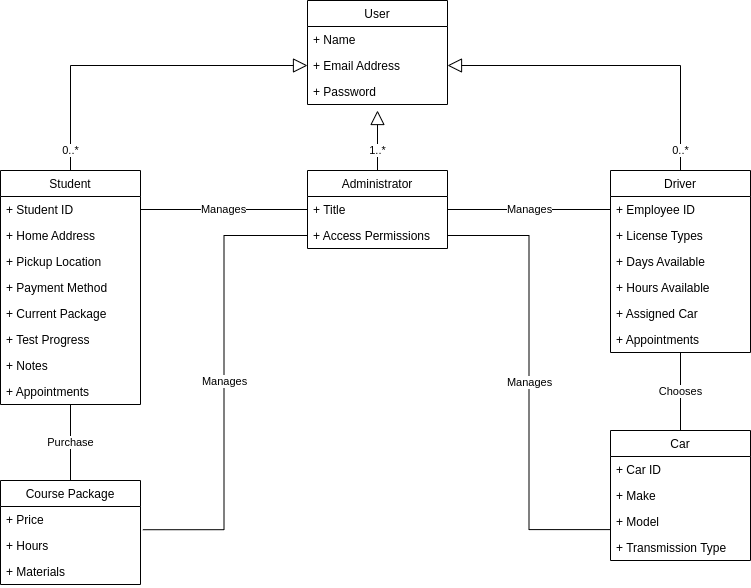 User
+ Name
+ Email Address
+ Password
0..*
1..*
0..*
Student
+ Student ID
+ Home Address
+ Pickup Location
+ Payment Method
+ Current Package
+ Test Progress
+ Notes
+ Appointments
Manages
Administrator
+ Title
+ Access Permissions
Manages
Driver
+ Employee ID
+ License Types
+ Days Available
+ Hours Available
+ Assigned Car
+ Appointments
Manages
Manages
Chooses
Purchase
Course Package
+ Price
+ Hours
+ Materials
Car
+ Car ID
+ Make
+ Model
+ Transmission Type